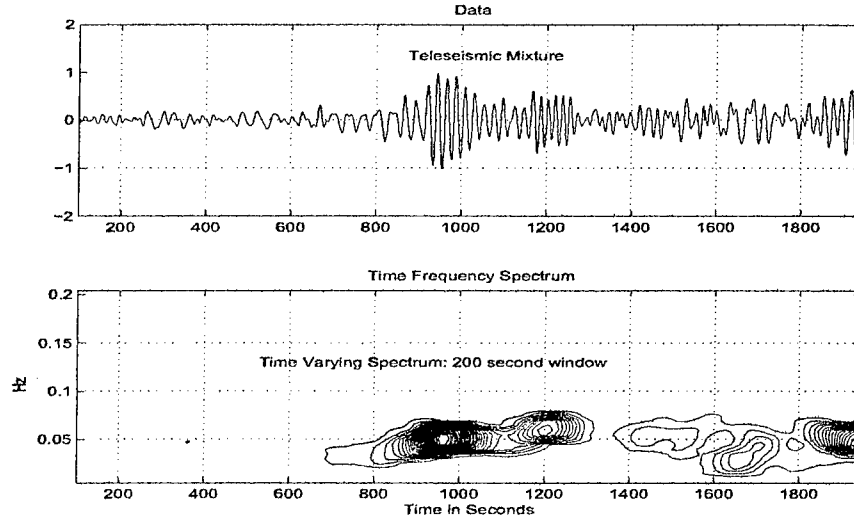 Data
2
Teleseismic Mixture
1
0
−1
−2
200 400 600 800 1000 1200 1400 1600 1800
Time Frequency Spectrum
0.2
0.15
Time Varying Spectrum: 200 second window
Hz
0.1
0.05
200 400 600 800 1000 1200 1400 1600 1800
Time in Seconds